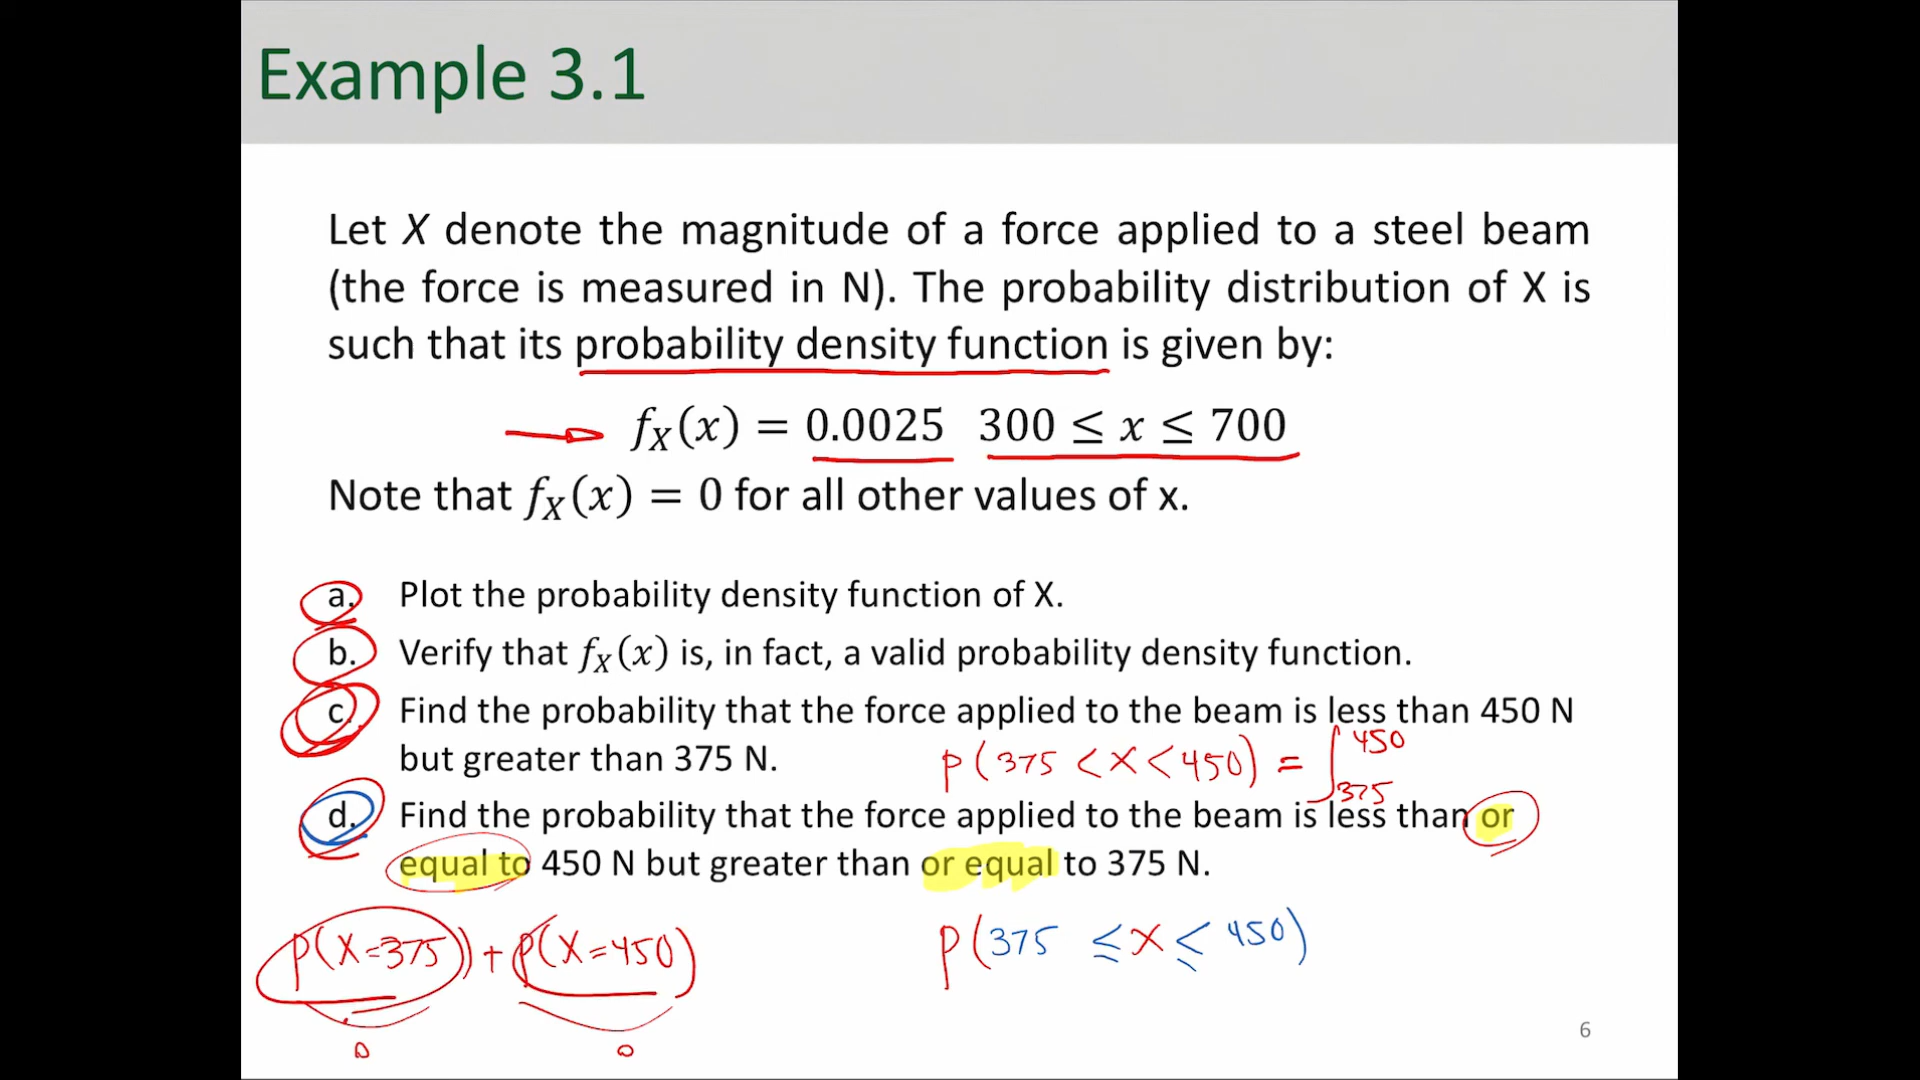 Example 3.1
Let X denote the magnitude of a force applied to a steel beam
(the force is measured in N). The probability distribution of X is
such that its probability density function is given by:
fX(x) = 0.0025 300 ≤ x ≤ 700
Note that fX(x) = 0 for all other values of x.
a. Plot the probability density function of X.
b. Verify that fX(x) is, in fact, a valid probability density function.
c. Find the probability that the force applied to the beam is less than 450 N
but greater than 375 N.
P(375 < X < 450) = ∫ 450 375
d. Find the probability that the force applied to the beam is less than or
equal to 450 N but greater than or equal to 375 N.
P(X=375) + P(X=450)
P(375 ≤ X ≤ 450)
0 0
6